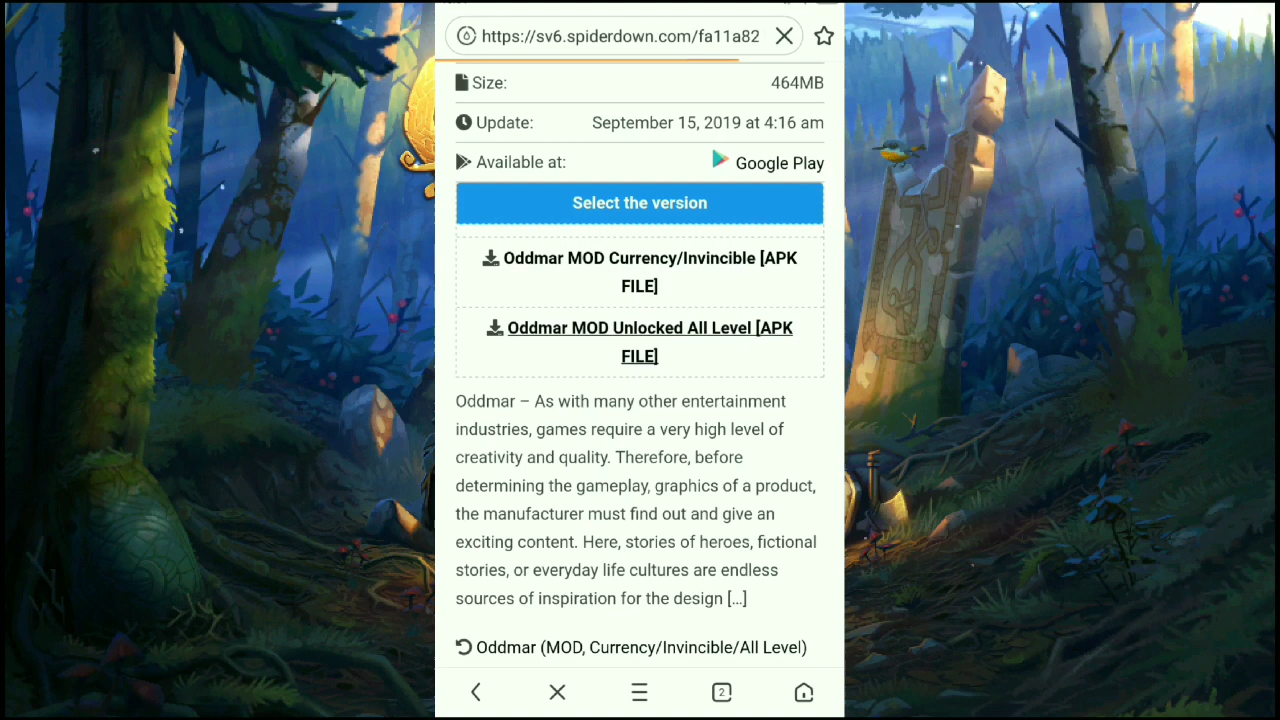 https://sv6.spiderdown.com/fa11a82
Size: 464MB
Update: September 15, 2019 at 4:16 am
Available at: Google Play
Select the version
Oddmar MOD Currency/Invincible [APK
FILE]
Oddmar MOD Unlocked All Level [APK
FILE]
Oddmar – As with many other entertainment
industries, games require a very high level of
creativity and quality. Therefore, before
determining the gameplay, graphics of a product,
the manufacturer must find out and give an
exciting content. Here, stories of heroes, fictional
stories, or everyday life cultures are endless
sources of inspiration for the design [...]
Oddmar (MOD, Currency/Invincible/All Level)
2